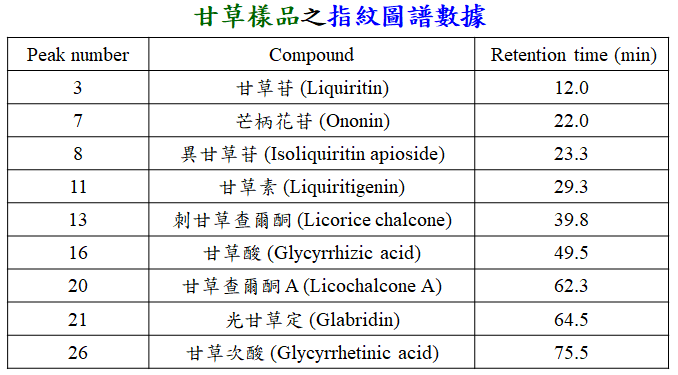 甘草樣品之指紋圖譜數據
Peak number Compound Retention time (min)
3 甘草苷 (Liquiritin) 12.0
7 芒柄花苷 (Ononin) 22.0
8 異甘草苷 (Isoliquiritin apioside) 23.3
11 甘草素 (Liquiritigenin) 29.3
13 刺甘草查爾酮 (Licorice chalcone) 39.8
16 甘草酸 (Glycyrrhizic acid) 49.5
20 甘草查爾酮 A (Licochalcone A) 62.3
21 光甘草定 (Glabridin) 64.5
26 甘草次酸 (Glycyrrhetinic acid) 75.5